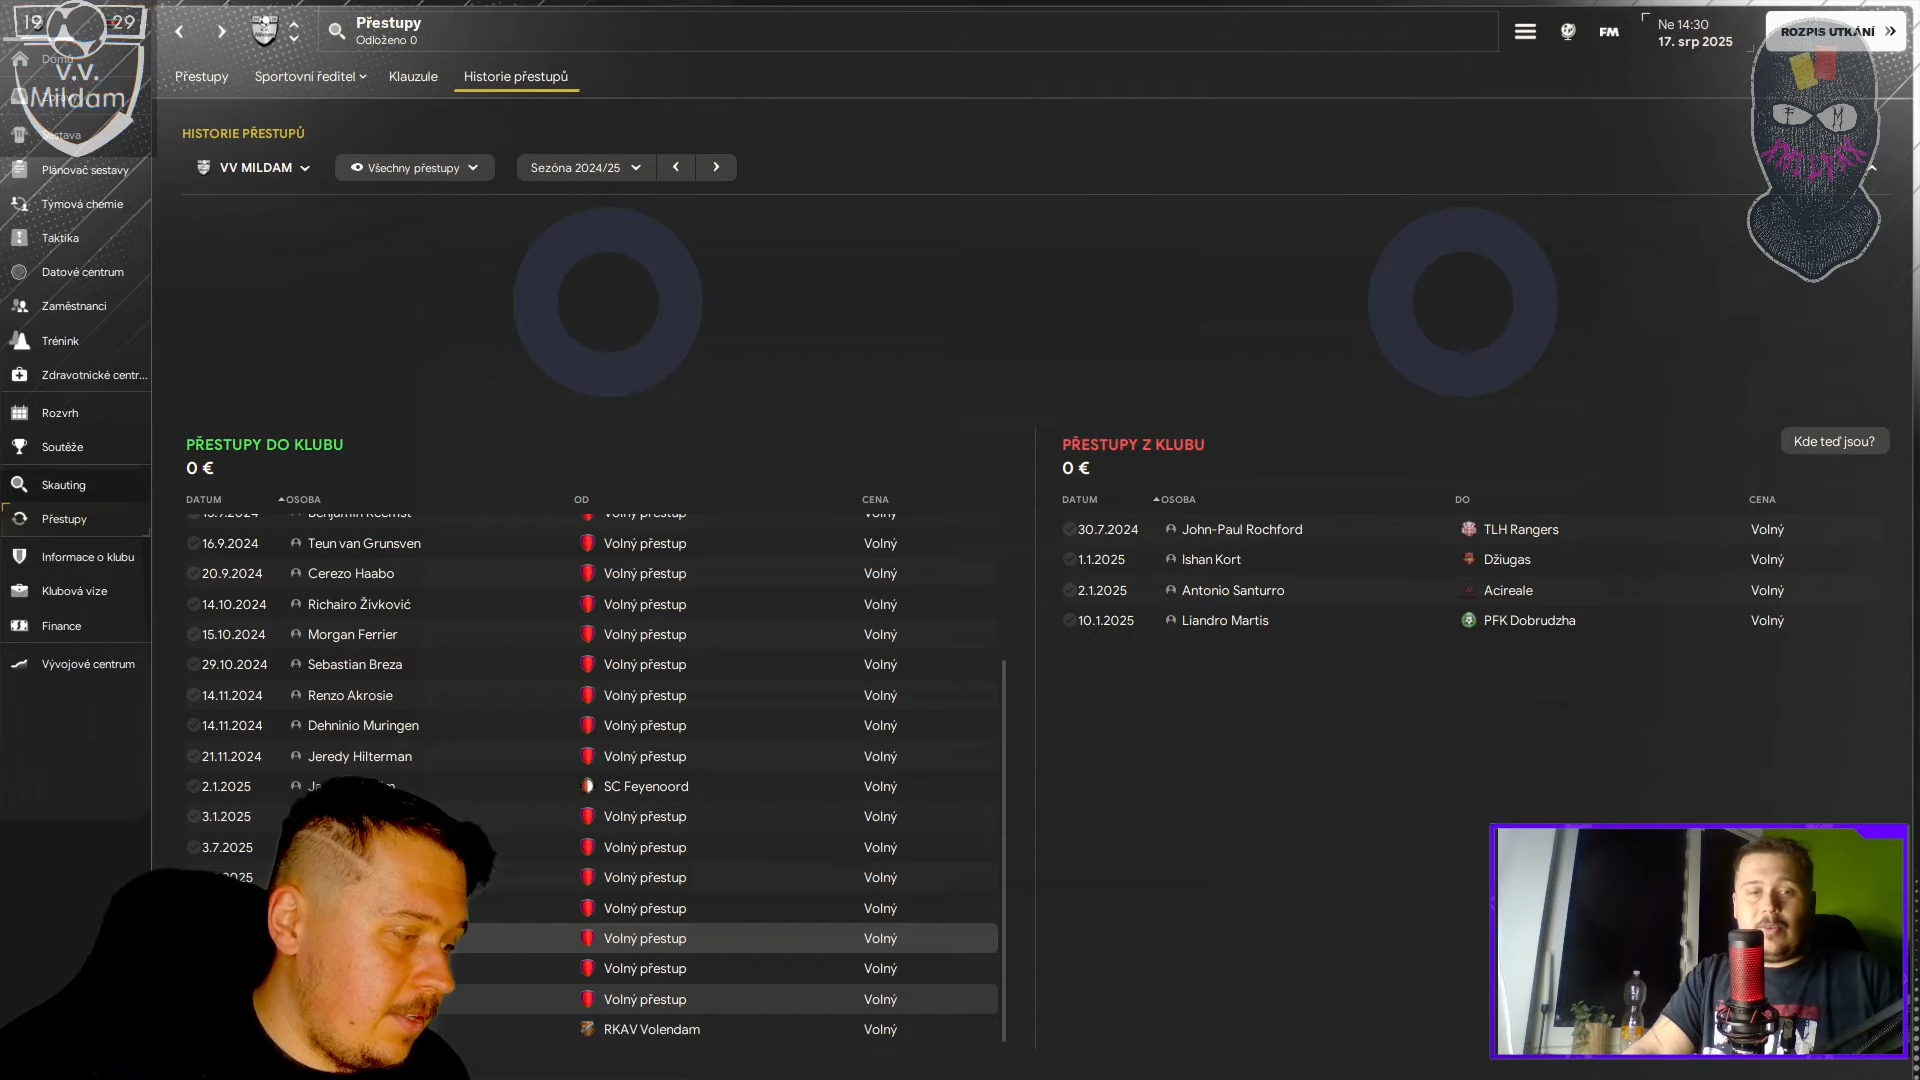 19 29
V.V.
Mildam
Domů
Sestava
Plánovač sestavy
Týmová chemie
Taktika
Datové centrum
Zaměstnanci
Trénink
Zdravotnické centr...
Rozvrh
Soutěže
Skauting
Přestupy
Informace o klubu
Klubová vize
Finance
Vývojové centrum
Přestupy
Odloženo 0
FM
Ne 14:30
17. srp 2025
ROZPIS UTKÁNÍ
Přestupy
Sportovní ředitel
Klauzule
Historie přestupů
HISTORIE PŘESTUPŮ
VV MILDAM
Všechny přestupy
Sezóna 2024/25
PŘESTUPY DO KLUBU
0 €
DATUM OSOBA OD CENA
16.9.2024 Teun van Grunsven Volný přestup Volný
20.9.2024 Cerezo Haabo Volný přestup Volný
14.10.2024 Richairo Živković Volný přestup Volný
15.10.2024 Morgan Ferrier Volný přestup Volný
29.10.2024 Sebastian Breza Volný přestup Volný
14.11.2024 Renzo Akrosie Volný přestup Volný
14.11.2024 Dehninio Muringen Volný přestup Volný
21.11.2024 Jeredy Hilterman Volný přestup Volný
2.1.2025 SC Feyenoord Volný
3.1.2025 Volný přestup Volný
3.7.2025 Volný přestup Volný
Volný přestup Volný
Volný přestup Volný
Volný přestup Volný
Volný přestup Volný
Volný přestup Volný
RKAV Volendam Volný
PŘESTUPY Z KLUBU
0 €
Kde teď jsou?
DATUM OSOBA DO CENA
30.7.2024 John-Paul Rochford TLH Rangers Volný
1.1.2025 Ishan Kort Džiugas Volný
2.1.2025 Antonio Santurro Acireale Volný
10.1.2025 Liandro Martis PFK Dobrudzha Volný